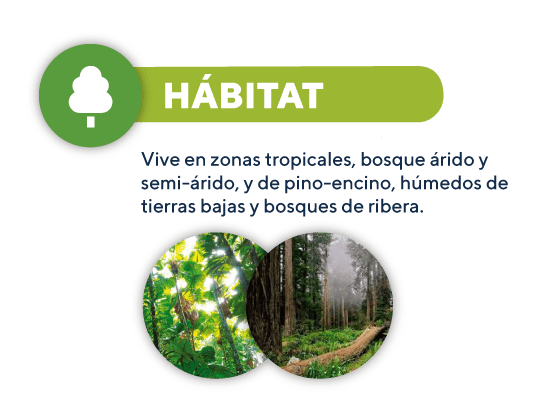 HÁBITAT
Vive en zonas tropicales, bosque árido y
semi-árido, y de pino-encino, húmedos de
tierras bajas y bosques de ribera.